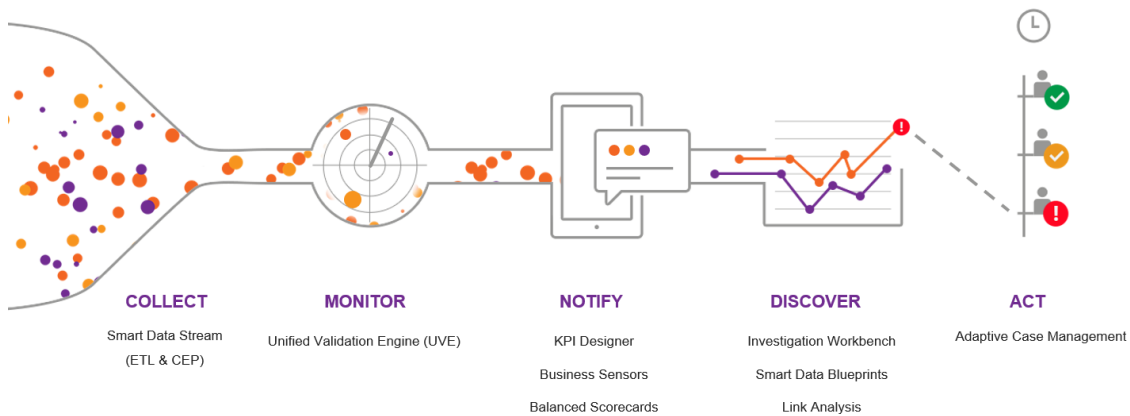 COLLECT
Smart Data Stream
(ETL & CEP)
MONITOR
Unified Validation Engine (UVE)
NOTIFY
KPI Designer
Business Sensors
Balanced Scorecards
DISCOVER
Investigation Workbench
Smart Data Blueprints
Link Analysis
ACT
Adaptive Case Management